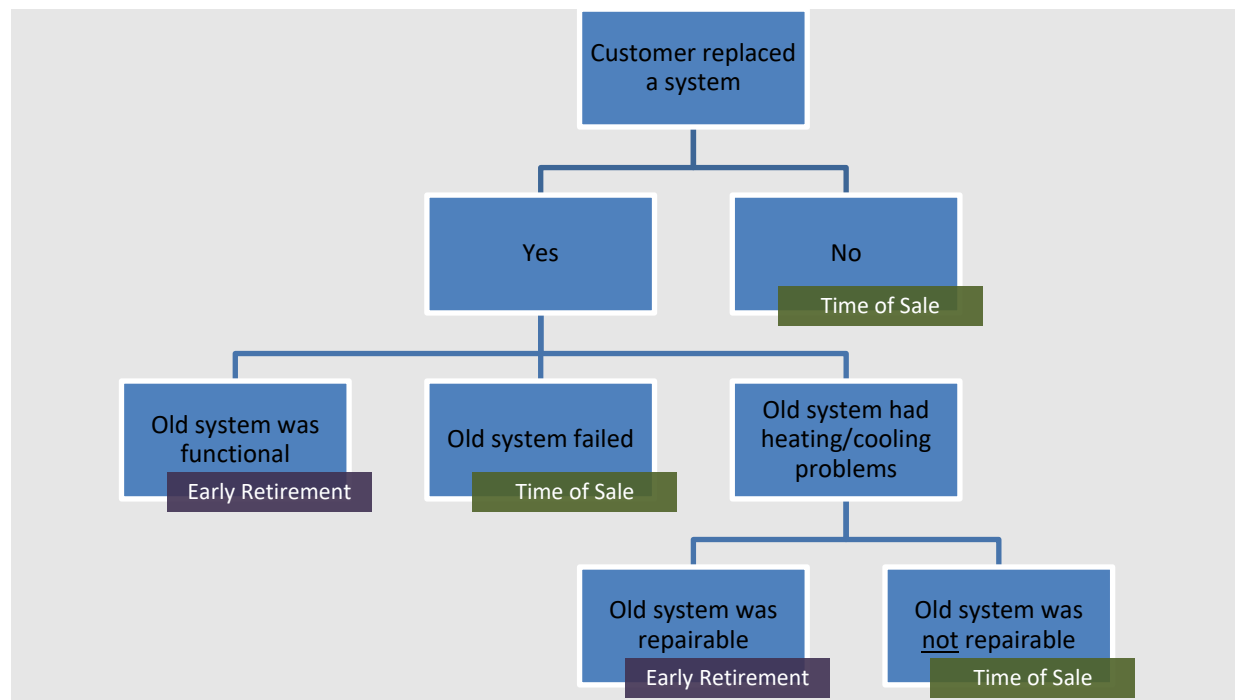 Customer replaced
a system
Yes
No
Time of Sale
Old system was
functional
Early Retirement
Old system failed
Time of Sale
Old system had
heating/cooling
problems
Old system was
repairable
Early Retirement
Old system was
not repairable
Time of Sale